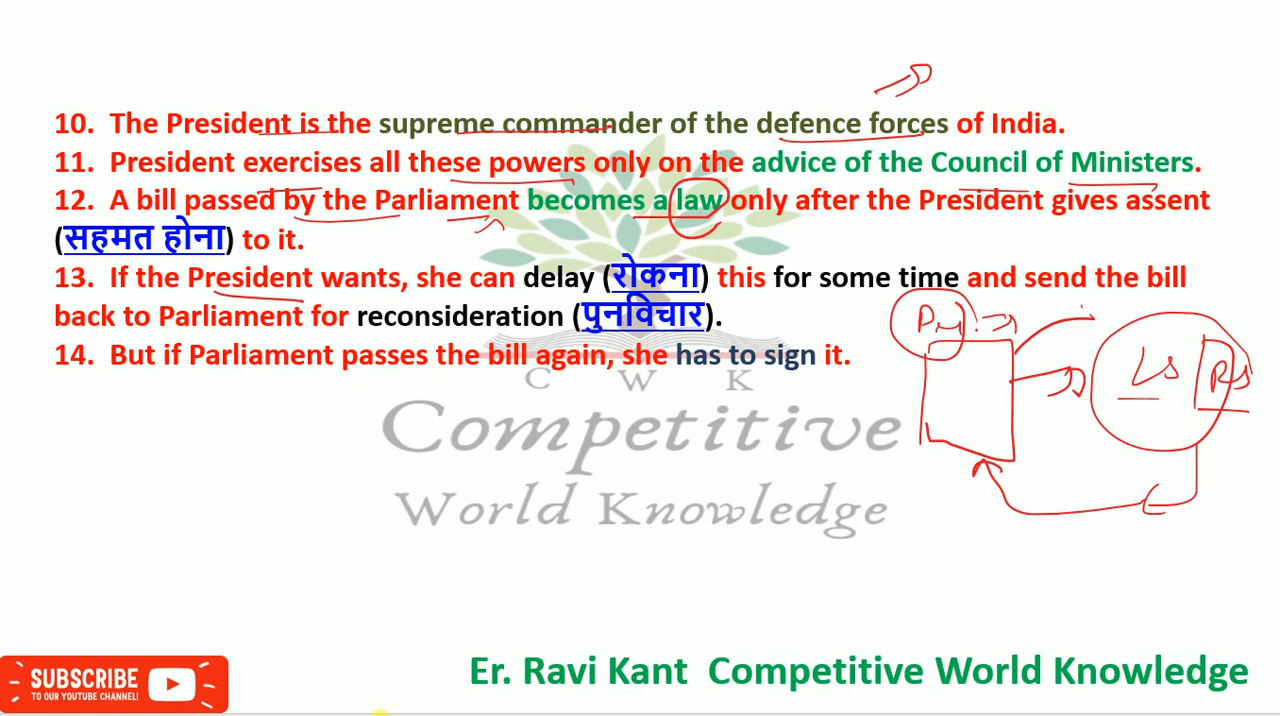 10. The President is the supreme commander of the defence forces of India.
11. President exercises all these powers only on the advice of the Council of Ministers.
12. A bill passed by the Parliament becomes a law only after the President gives assent
(सहमत होना) to it.
13. If the President wants, she can delay (रोकना) this for some time and send the bill
back to Parliament for reconsideration (पुनविचार).
14. But if Parliament passes the bill again, she has to sign it.
LS RS
C W K
Competitive
World Knowledge
SUBSCRIBE
TO OUR YOUTUBE CHANNEL!
Er. Ravi Kant Competitive World Knowledge